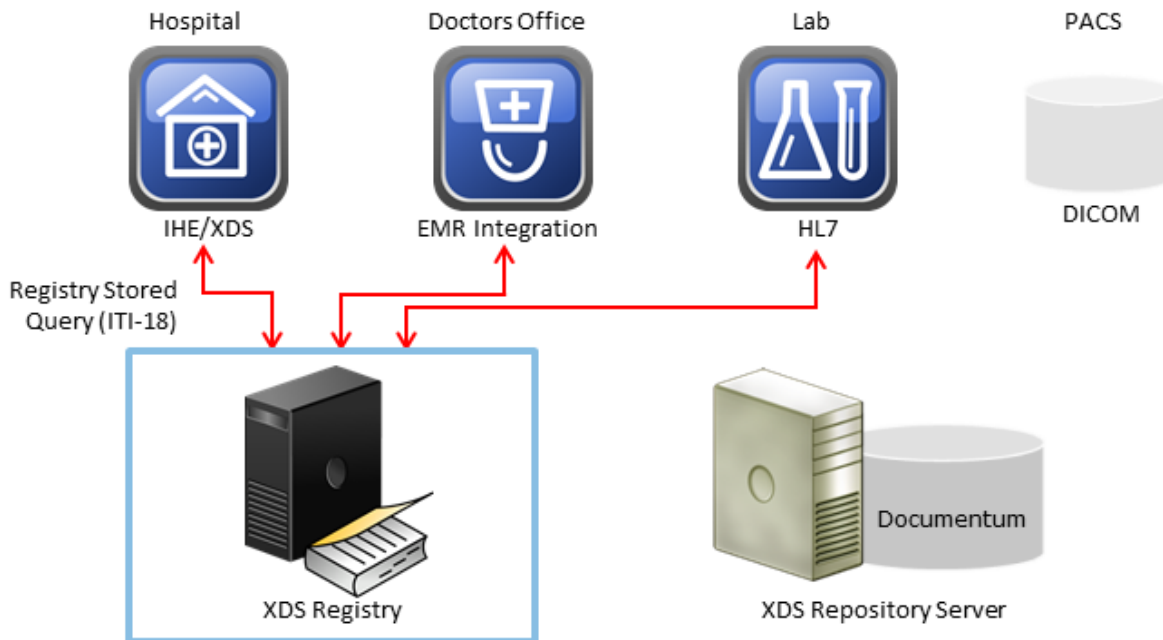 Hospital
Doctors Office
Lab
PACS
IHE/XDS
EMR Integration
HL7
DICOM
Registry Stored
Query (ITI-18)
Documentum
XDS Registry
XDS Repository Server